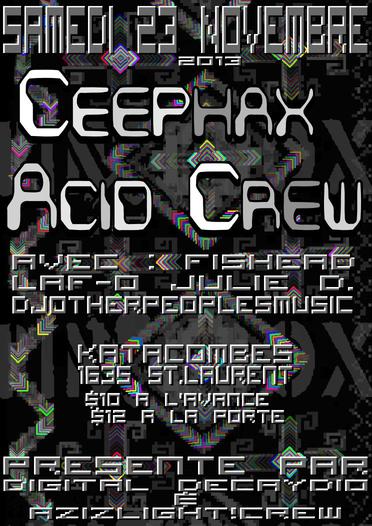 SAMEDI 23 NOVEMBRE
2013
CEEPHAX
ACID CREW
AVEC : FISHEAD
LAF-O JULIE D.
DJOTHERPEOPLESMUSIC
KATACOMBES
1635 ST.LAURENT
$10 A L'AVANCE
$12 A LA PORTE
PRESENTE PAR
DIGITAL DECAYDIO
&
AZIZLIGHT!CREW